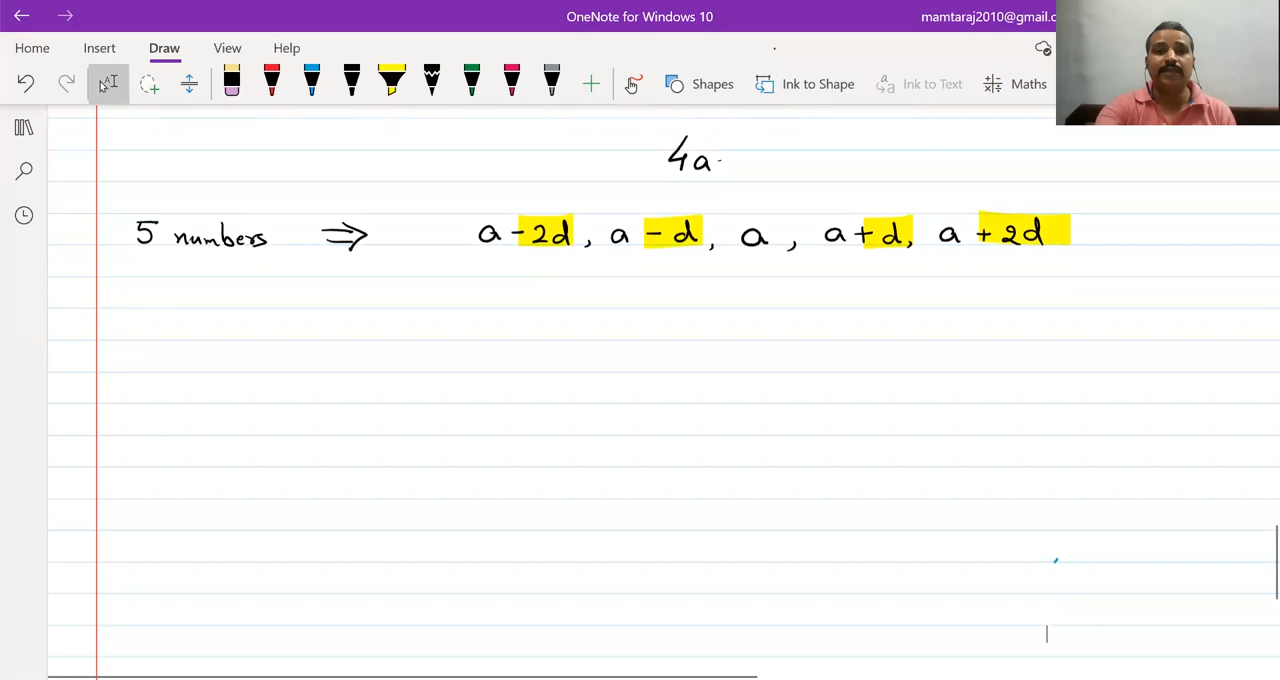 OneNote for Windows 10 mamtaraj2010@gmail.c
Home Insert Draw View Help
Shapes Ink to Shape Ink to Text Maths
4a
5 numbers ⇒ a - 2d, a - d, a, a + d, a + 2d